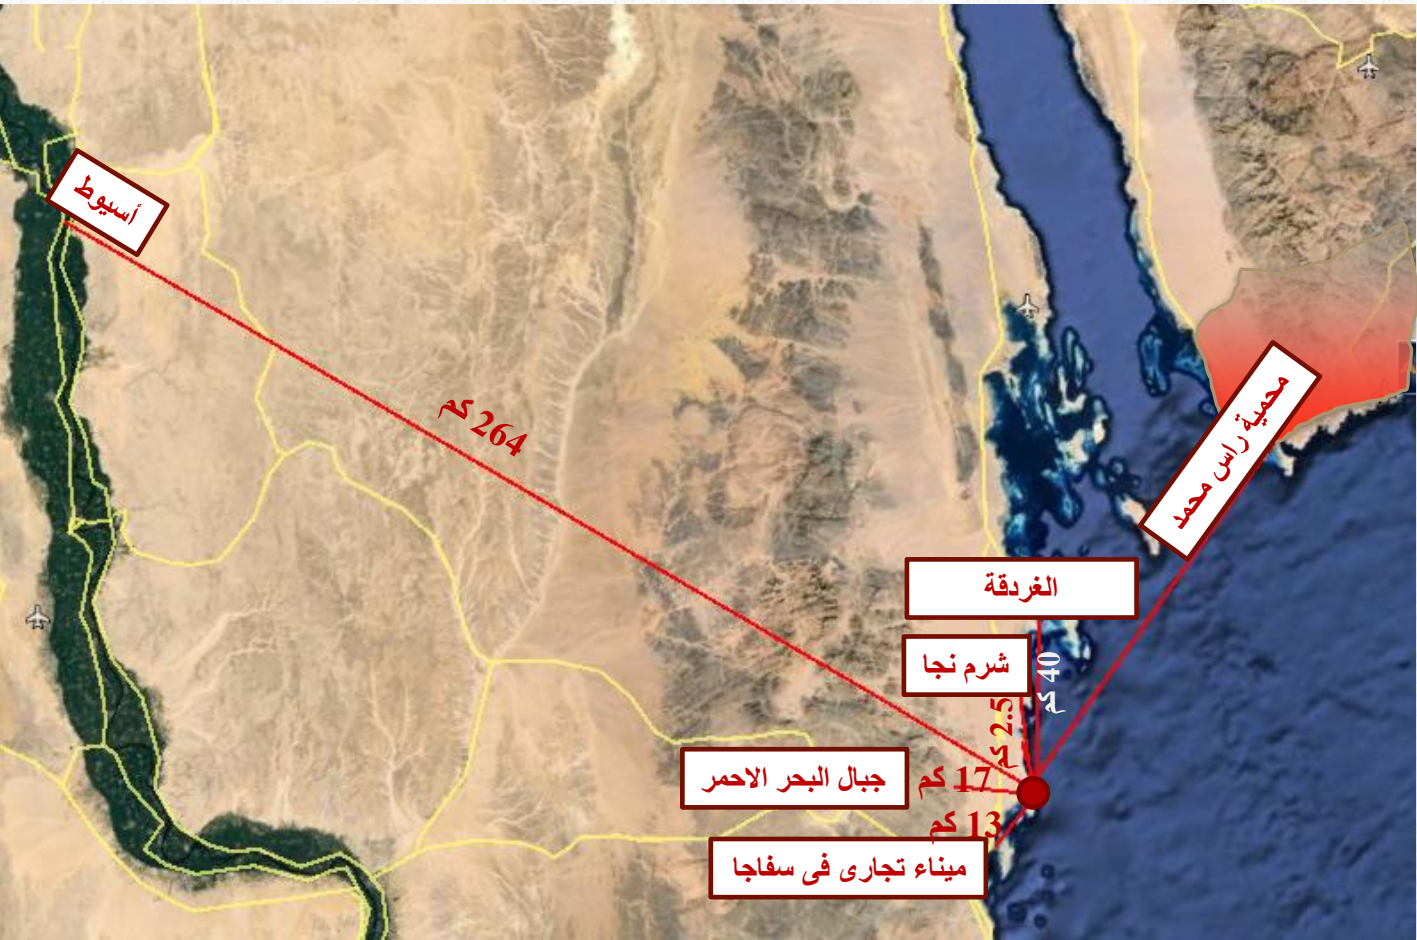 أسيوط
264 كم
محمية راس محمد
الغردقة
شرم نجا
40 كم
2.5 كم
جبال البحر الاحمر
17 كم
13 كم
ميناء تجارى فى سفاجا